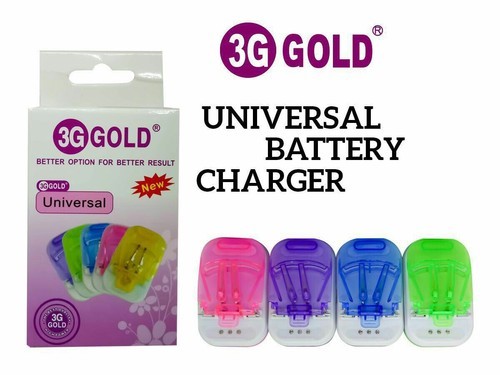 3G GOLD®
UNIVERSAL
BATTERY
CHARGER
3G GOLD®
BETTER OPTION FOR BETTER RESULT
3G GOLD®
New
Universal
3G
GOLD